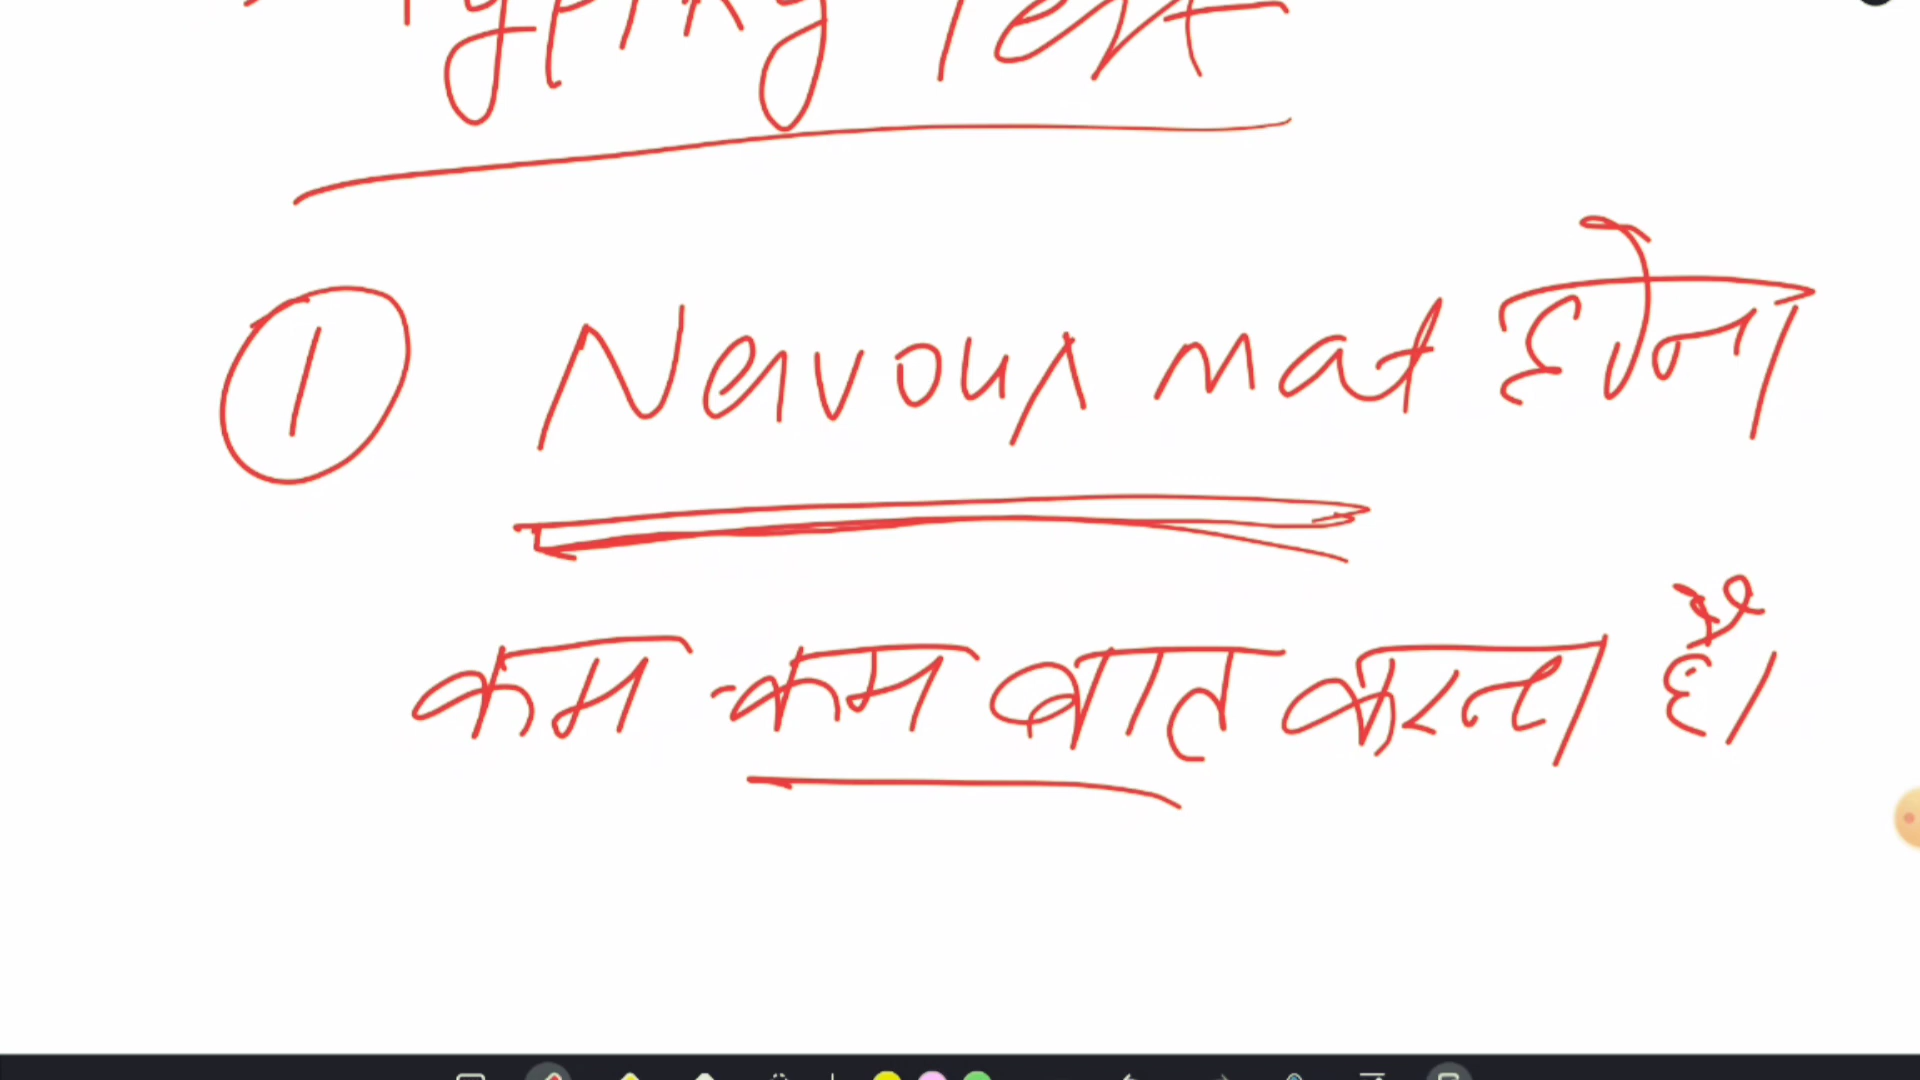 Typing Test
1 Nervous mat होना
कम कम बात करना है।